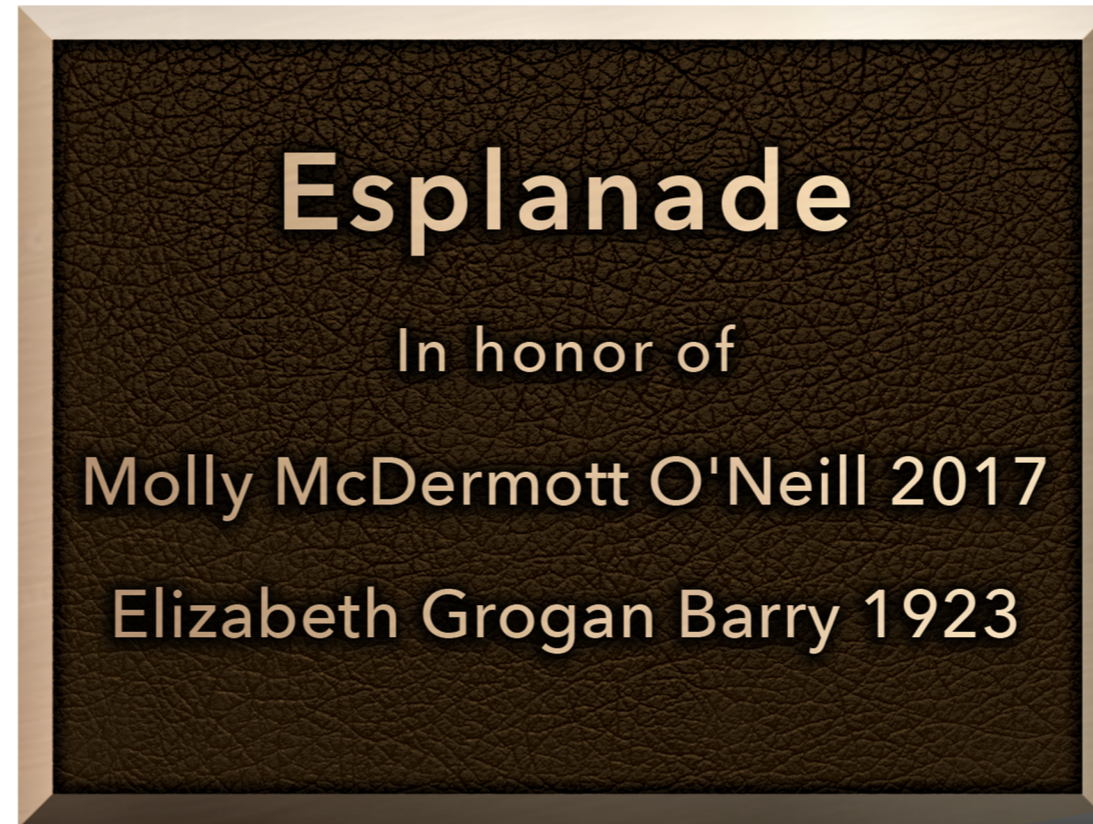 Esplanade
In honor of
Molly McDermott O'Neill 2017
Elizabeth Grogan Barry 1923